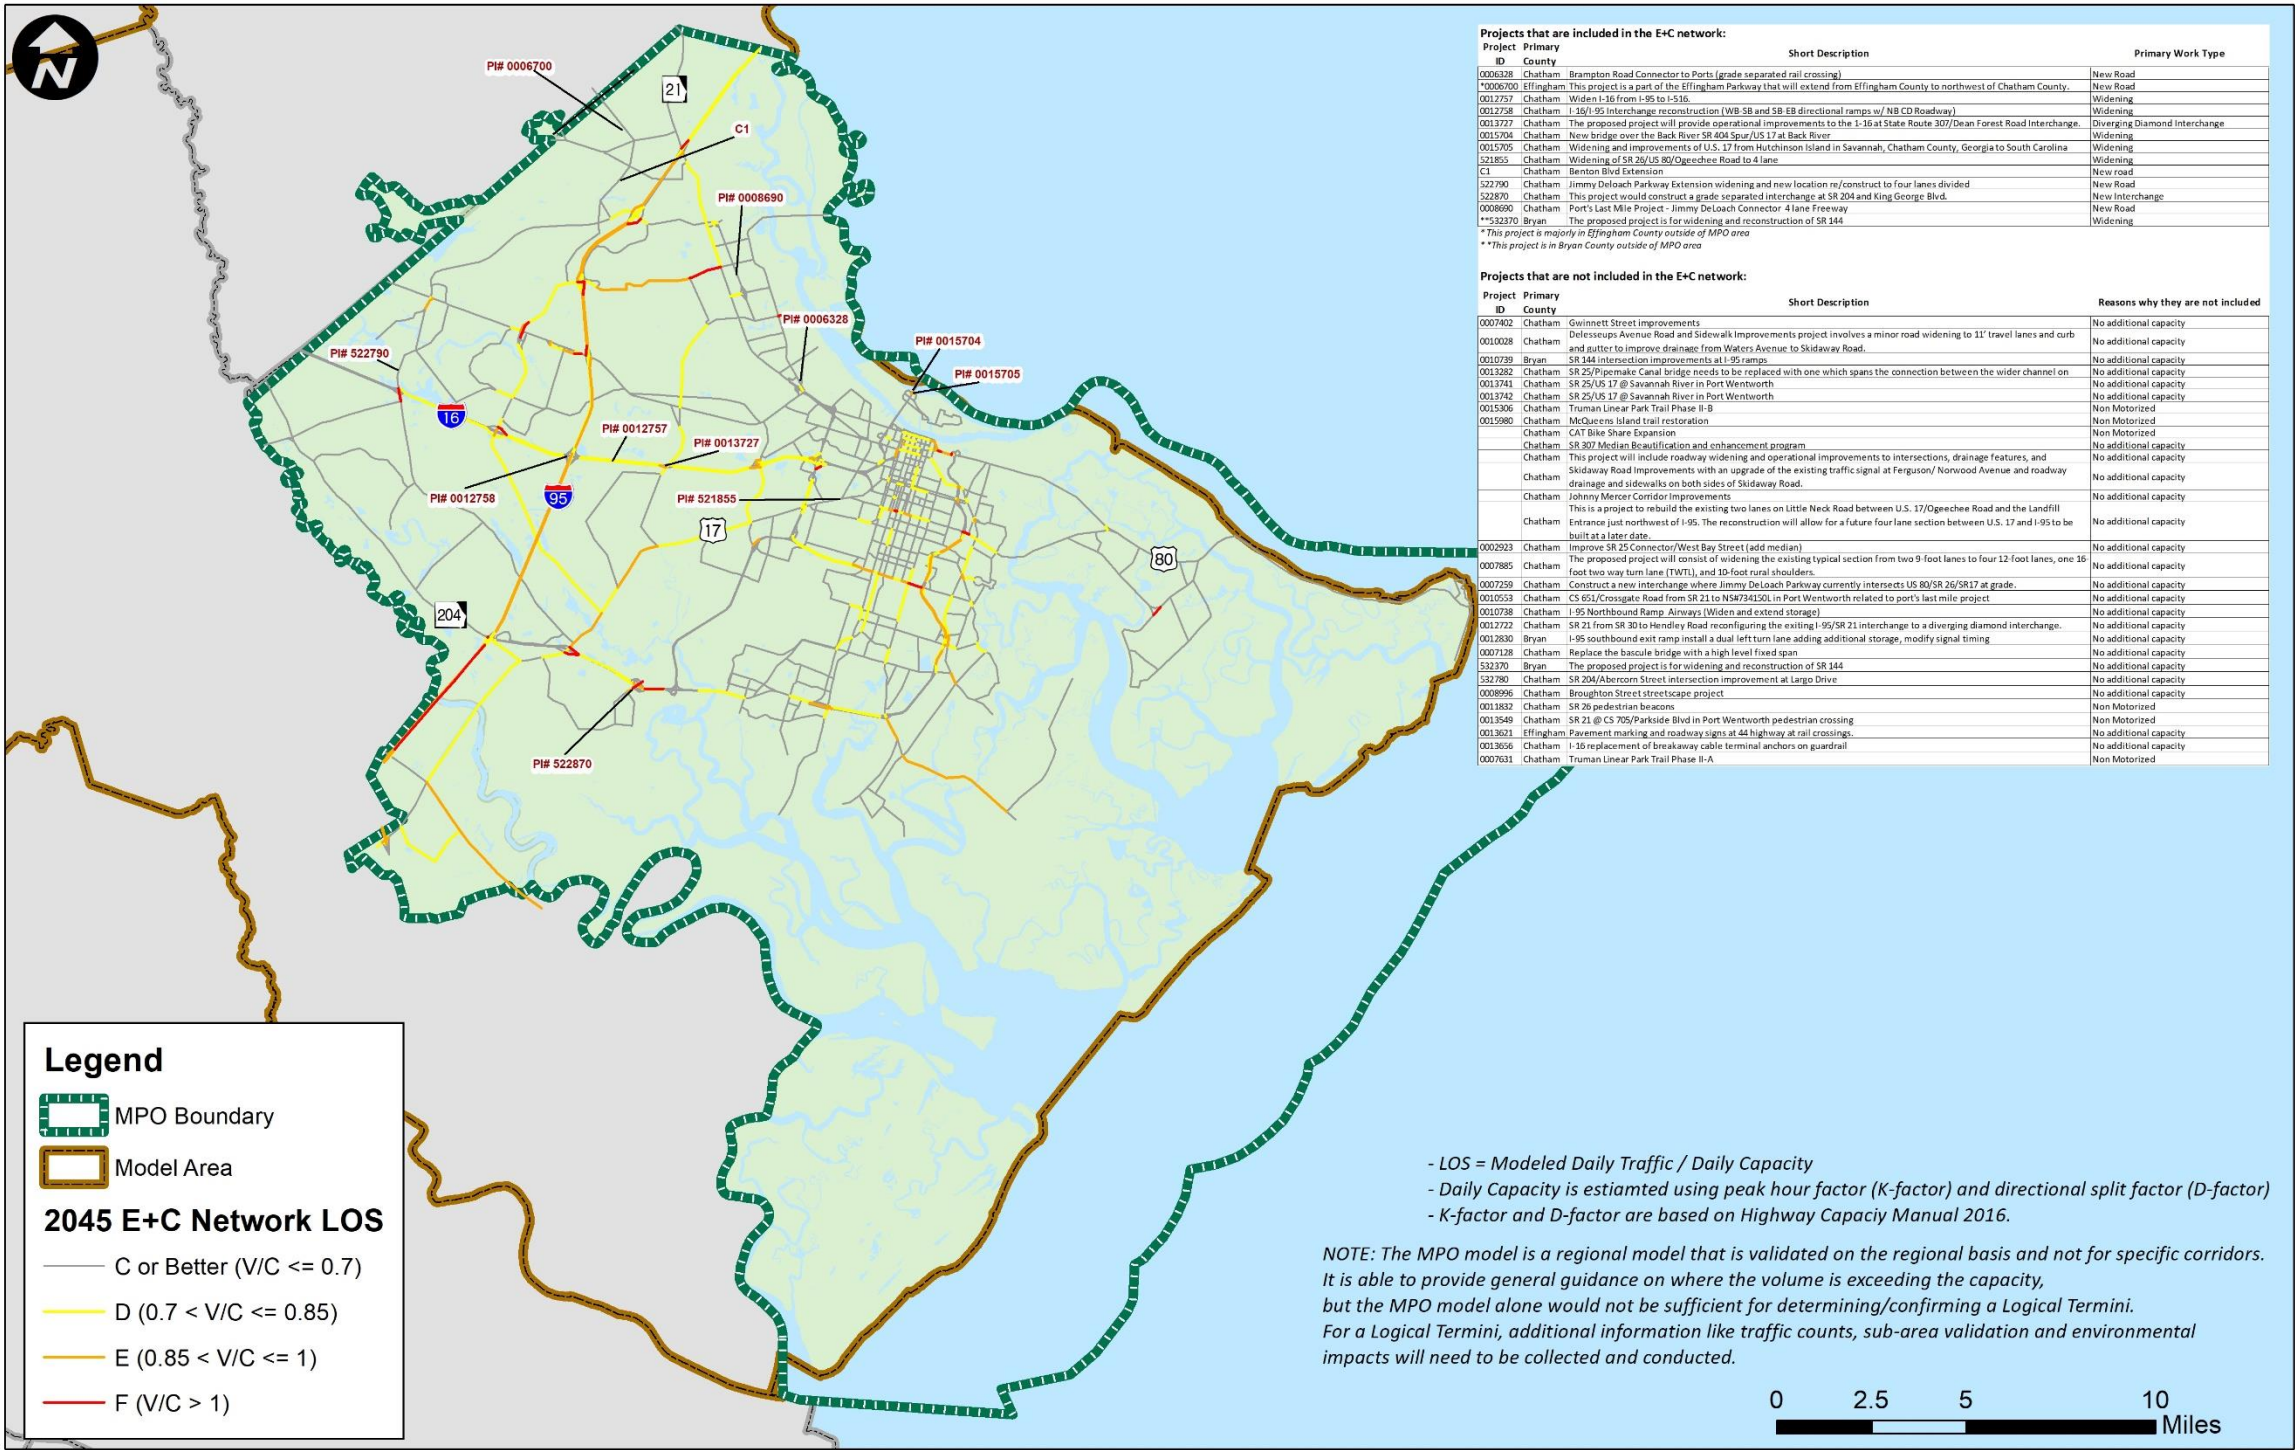 N
PI# 0006700
21
C1
PI# 0008690
PI# 0006328
PI# 0015704
PI# 0015705
PI# 522790
16
PI# 0012757
PI# 0013727
PI# 0012758
95
PI# 521855
17
80
204
PI# 522870
Projects that are included in the E+C network:
Project ID Primary County Short Description Primary Work Type
0006328 Chatham Brampton Road Connector to Ports (grade separated rail crossing) New Road
*0006700 Effingham This project is a part of the Effingham Parkway that will extend from Effingham County to northwest of Chatham County. New Road
0012757 Chatham Widen I-16 from I-95 to I-516. Widening
0012758 Chatham I-16/I-95 Interchange reconstruction (WB-SB and SB-EB directional ramps w/ NB CD Roadway) Widening
0013727 Chatham The proposed project will provide operational improvements to the 1-16 at State Route 307/Dean Forest Road Interchange. Diverging Diamond Interchange
0015704 Chatham New bridge over the Back River SR 404 Spur/US 17 at Back River Widening
0015705 Chatham Widening and improvements of U.S. 17 from Hutchinson Island in Savannah, Chatham County, Georgia to South Carolina Widening
521855 Chatham Widening of SR 26/US 80/Ogeechee Road to 4 lane Widening
C1 Chatham Benton Blvd Extension New road
522790 Chatham Jimmy Deloach Parkway Extension widening and new location re/construct to four lanes divided New Road
522870 Chatham This project would construct a grade separated interchange at SR 204 and King George Blvd. New Interchange
0008690 Chatham Port's Last Mile Project - Jimmy DeLoach Connector 4 lane Freeway New Road
**532370 Bryan The proposed project is for widening and reconstruction of SR 144 Widening
* This project is majorly in Effingham County outside of MPO area
* *This project is in Bryan County outside of MPO area
Projects that are not included in the E+C network:
Project ID Primary County Short Description Reasons why they are not included
0007402 Chatham Gwinnett Street improvements No additional capacity
0010028 Chatham Delesseups Avenue Road and Sidewalk Improvements project involves a minor road widening to 11' travel lanes and curb
and gutter to improve drainage from Waters Avenue to Skidaway Road. No additional capacity
0010739 Bryan SR 144 intersection improvements at I-95 ramps No additional capacity
0013282 Chatham SR 25/Pipemake Canal bridge needs to be replaced with one which spans the connection between the wider channel on No additional capacity
0013741 Chatham SR 25/US 17 @ Savannah River in Port Wentworth No additional capacity
0013742 Chatham SR 25/US 17 @ Savannah River in Port Wentworth No additional capacity
0015306 Chatham Truman Linear Park Trail Phase II-B Non Motorized
0015980 Chatham McQueens Island trail restoration Non Motorized
Chatham CAT Bike Share Expansion Non Motorized
Chatham SR 307 Median Beautification and enhancement program No additional capacity
Chatham This project will include roadway widening and operational improvements to intersections, drainage features, and No additional capacity
Chatham Skidaway Road Improvements with an upgrade of the existing traffic signal at Ferguson/ Norwood Avenue and roadway
drainage and sidewalks on both sides of Skidaway Road. No additional capacity
Chatham Johnny Mercer Corridor Improvements No additional capacity
Chatham This is a project to rebuild the existing two lanes on Little Neck Road between U.S. 17/Ogeechee Road and the Landfill
Entrance just northwest of I-95. The reconstruction will allow for a future four lane section between U.S. 17 and I-95 to be
built at a later date. No additional capacity
0002923 Chatham Improve SR 25 Connector/West Bay Street (add median) No additional capacity
0007885 Chatham The proposed project will consist of widening the existing typical section from two 9-foot lanes to four 12-foot lanes, one 16
foot two way turn lane (TWTL), and 10-foot rural shoulders. No additional capacity
0007259 Chatham Construct a new interchange where Jimmy DeLoach Parkway currently intersects US 80/SR 26/SR17 at grade. No additional capacity
0010553 Chatham CS 651/Crossgate Road from SR 21 to NS#734150L in Port Wentworth related to port's last mile project No additional capacity
0010738 Chatham I-95 Northbound Ramp Airways (Widen and extend storage) No additional capacity
0012722 Chatham SR 21 from SR 30 to Hendley Road reconfiguring the exiting I-95/SR 21 interchange to a diverging diamond interchange. No additional capacity
0012830 Bryan I-95 southbound exit ramp install a dual left turn lane adding additional storage, modify signal timing No additional capacity
0007128 Chatham Replace the bascule bridge with a high level fixed span No additional capacity
532370 Bryan The proposed project is for widening and reconstruction of SR 144 No additional capacity
532780 Chatham SR 204/Abercorn Street intersection improvement at Largo Drive No additional capacity
0008996 Chatham Broughton Street streetscape project No additional capacity
0011832 Chatham SR 26 pedestrian beacons Non Motorized
0013549 Chatham SR 21 @ CS 705/Parkside Blvd in Port Wentworth pedestrian crossing Non Motorized
0013621 Effingham Pavement marking and roadway signs at 44 highway at rail crossings. No additional capacity
0013656 Chatham I-16 replacement of breakaway cable terminal anchors on guardrail No additional capacity
0007631 Chatham Truman Linear Park Trail Phase II-A Non Motorized
Legend
MPO Boundary
Model Area
2045 E+C Network LOS
C or Better (V/C <= 0.7)
D (0.7 < V/C <= 0.85)
E (0.85 < V/C <= 1)
F (V/C > 1)
- LOS = Modeled Daily Traffic / Daily Capacity
- Daily Capacity is estiamted using peak hour factor (K-factor) and directional split factor (D-factor)
- K-factor and D-factor are based on Highway Capaciy Manual 2016.
NOTE: The MPO model is a regional model that is validated on the regional basis and not for specific corridors.
It is able to provide general guidance on where the volume is exceeding the capacity,
but the MPO model alone would not be sufficient for determining/confirming a Logical Termini.
For a Logical Termini, additional information like traffic counts, sub-area validation and environmental
impacts will need to be collected and conducted.
0 2.5 5 10
Miles